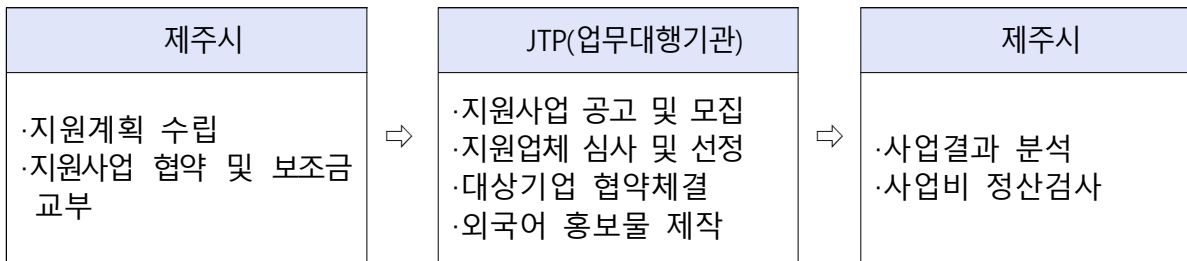 제주시
·지원계획 수립
·지원사업 협약 및 보조금
교부
⇨
JTP(업무대행기관)
·지원사업 공고 및 모집
·지원업체 심사 및 선정
·대상기업 협약체결
·외국어 홍보물 제작
⇨
제주시
·사업결과 분석
·사업비 정산검사